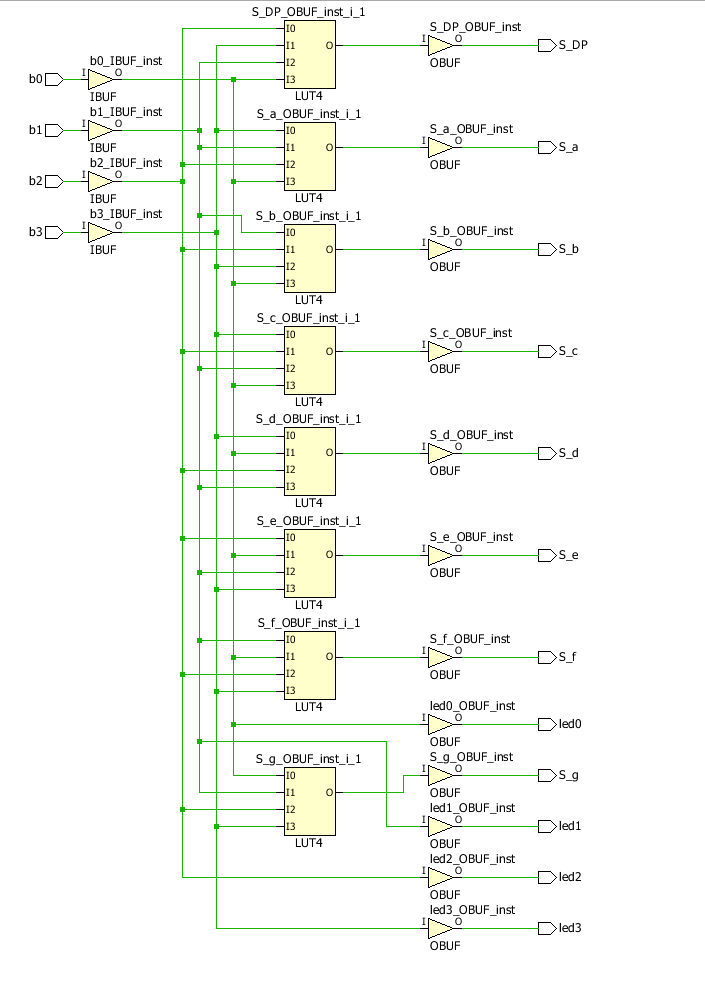 S_DP_OBUF_inst_i_1
I0
I1
I2
I3
O
LUT4
S_DP_OBUF_inst
I
O
OBUF
S_DP
b0
b0_IBUF_inst
I
O
IBUF
b1
b1_IBUF_inst
I
O
IBUF
b2
b2_IBUF_inst
I
O
IBUF
b3
b3_IBUF_inst
I
O
IBUF
S_a_OBUF_inst_i_1
I0
I1
I2
I3
O
LUT4
S_a_OBUF_inst
I
O
OBUF
S_a
S_b_OBUF_inst_i_1
I0
I1
I2
I3
O
LUT4
S_b_OBUF_inst
I
O
OBUF
S_b
S_c_OBUF_inst_i_1
I0
I1
I2
I3
O
LUT4
S_c_OBUF_inst
I
O
OBUF
S_c
S_d_OBUF_inst_i_1
I0
I1
I2
I3
O
LUT4
S_d_OBUF_inst
I
O
OBUF
S_d
S_e_OBUF_inst_i_1
I0
I1
I2
I3
O
LUT4
S_e_OBUF_inst
I
O
OBUF
S_e
S_f_OBUF_inst_i_1
I0
I1
I2
I3
O
LUT4
S_f_OBUF_inst
I
O
OBUF
S_f
led0_OBUF_inst
I
O
OBUF
led0
S_g_OBUF_inst_i_1
I0
I1
I2
I3
O
LUT4
S_g_OBUF_inst
I
O
OBUF
S_g
led1_OBUF_inst
I
O
OBUF
led1
led2_OBUF_inst
I
O
OBUF
led2
led3_OBUF_inst
I
O
OBUF
led3